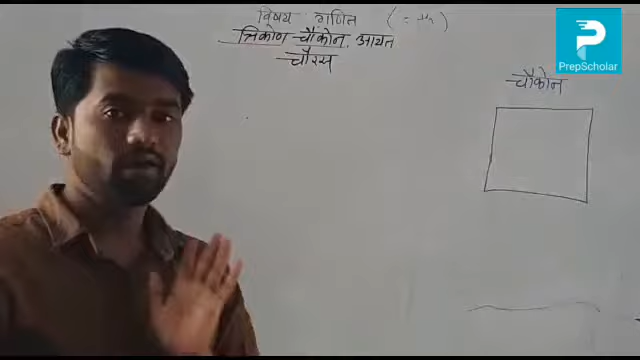 विषय गणित
त्रिकोण चौकोन, आयत
चौरस
PrepScholar
चौकोन